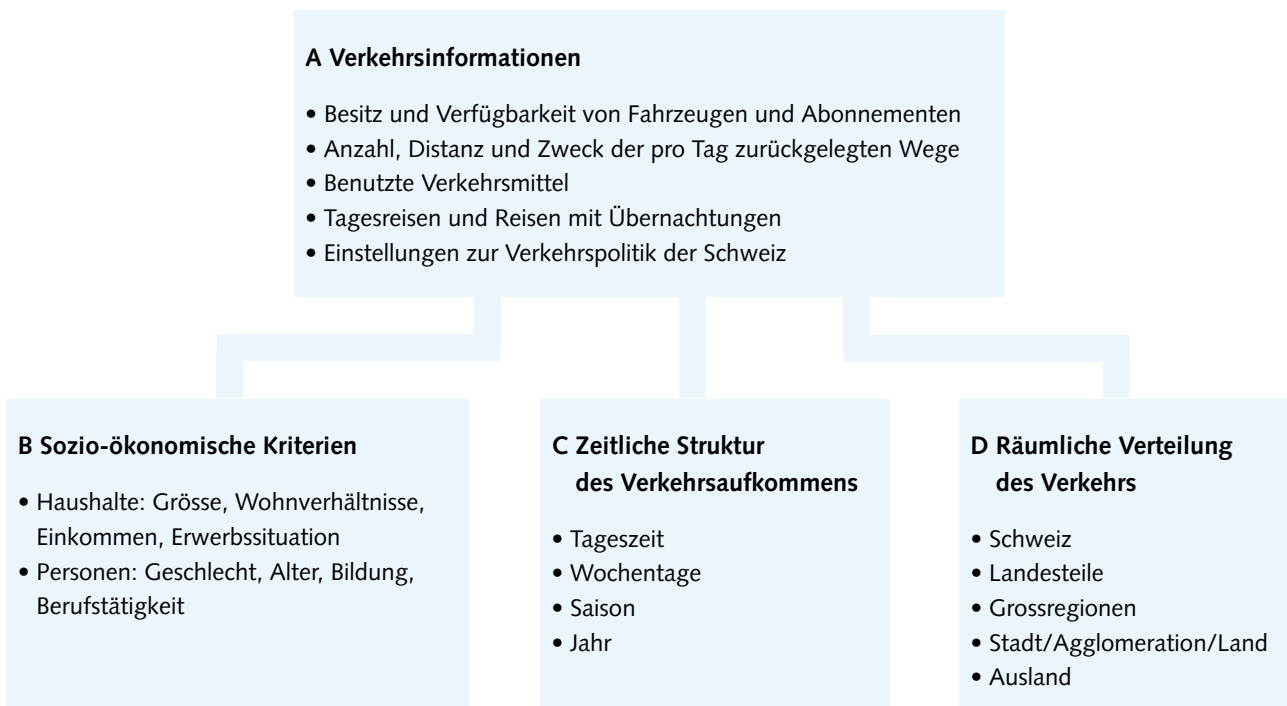 A Verkehrsinformationen
• Besitz und Verfügbarkeit von Fahrzeugen und Abonnementen
• Anzahl, Distanz und Zweck der pro Tag zurückgelegten Wege
• Benutzte Verkehrsmittel
• Tagesreisen und Reisen mit Übernachtungen
• Einstellungen zur Verkehrspolitik der Schweiz
B Sozio-ökonomische Kriterien
• Haushalte: Grösse, Wohnverhältnisse,
Einkommen, Erwerbssituation
• Personen: Geschlecht, Alter, Bildung,
Berufstätigkeit
C Zeitliche Struktur
des Verkehrsaufkommens
• Tageszeit
• Wochentage
• Saison
• Jahr
D Räumliche Verteilung
des Verkehrs
• Schweiz
• Landesteile
• Grossregionen
• Stadt/Agglomeration/Land
• Ausland